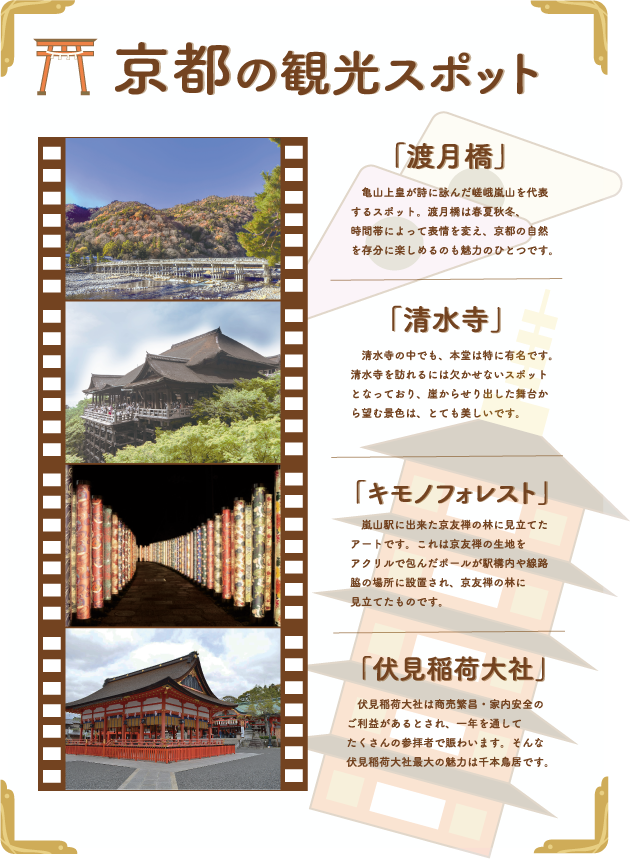 京都の観光スポット
「渡月橋」
亀山上皇が詩に詠んだ嵯峨嵐山を代表
するスポット。渡月橋は春夏秋冬、
時間帯によって表情を変え、京都の自然
を存分に楽しめるのも魅力のひとつです。
「清水寺」
清水寺の中でも、本堂は特に有名です。
清水寺を訪れるには欠かせないスポット
となっており、崖からせり出した舞台か
ら望む景色は、とても美しいです。
「キモノフォレスト」
嵐山駅に出来た京友禅の林に見立てた
アートです。これは京友禅の生地を
アクリルで包んだポールが駅構内や線路
脇の場所に設置され、京友禅の林に
見立てたものです。
「伏見稲荷大社」
伏見稲荷大社は商売繁昌・家内安全の
ご利益があるとされ、一年を通して
たくさんの参拝者で賑わいます。そんな
伏見稲荷大社最大の魅力は千本鳥居です。